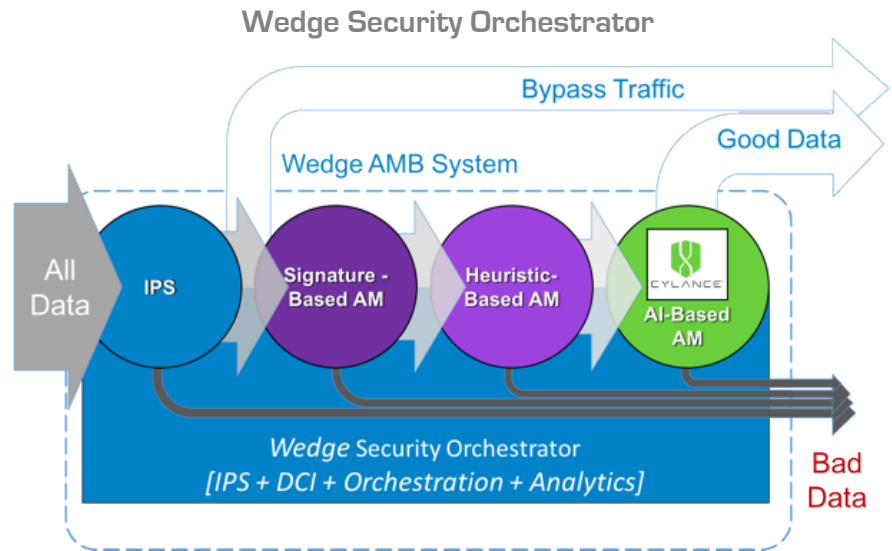 Wedge Security Orchestrator
Bypass Traffic
Good Data
Wedge AMB System
All
Data
IPS
Signature -
Based AM
Heuristic-
Based AM
CYLANCE
AI-Based
AM
Wedge Security Orchestrator
[IPS + DCI + Orchestration + Analytics]
Bad
Data